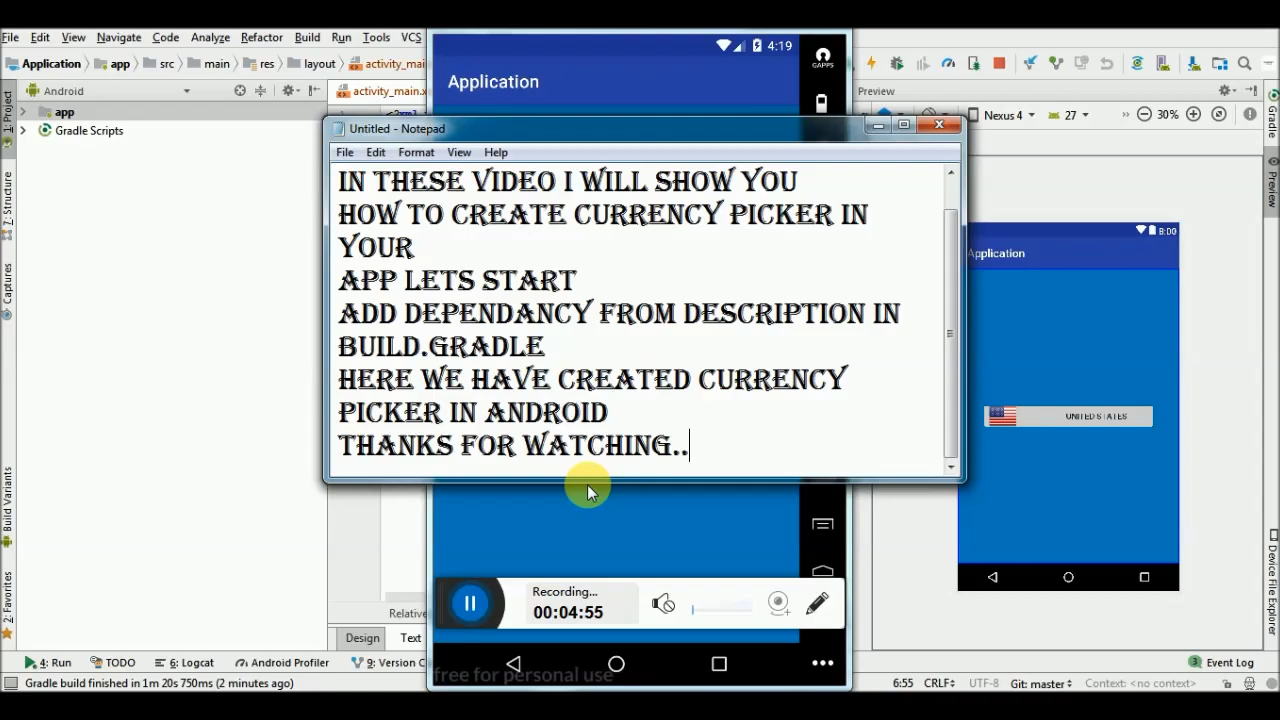 File Edit View Navigate Code Analyze Refactor Build Run Tools VCS
Application app src main res layout activity_mai
Android
activity_main.x
app
Gradle Scripts
1: Project
7: Structure
Captures
Build Variants
2: Favorites
4:19
Application
GAPPS
Untitled - Notepad
File Edit Format View Help
IN THESE VIDEO I WILL SHOW YOU
HOW TO CREATE CURRENCY PICKER IN
YOUR
APP LETS START
ADD DEPENDANCY FROM DESCRIPTION IN
BUILD.GRADLE
HERE WE HAVE CREATED CURRENCY
PICKER IN ANDROID
THANKS FOR WATCHING..
Recording...
00:04:55
free for personal use
Preview
Nexus 4 27 30%
8:00
Application
UNITED STATES
Gradle
Preview
Device File Explorer
Relative
Design Text
4: Run TODO 6: Logcat Android Profiler 9: Version C
Event Log
Gradle build finished in 1m 20s 750ms (2 minutes ago)
6:55 CRLF UTF-8 Git: master Context: <no context>